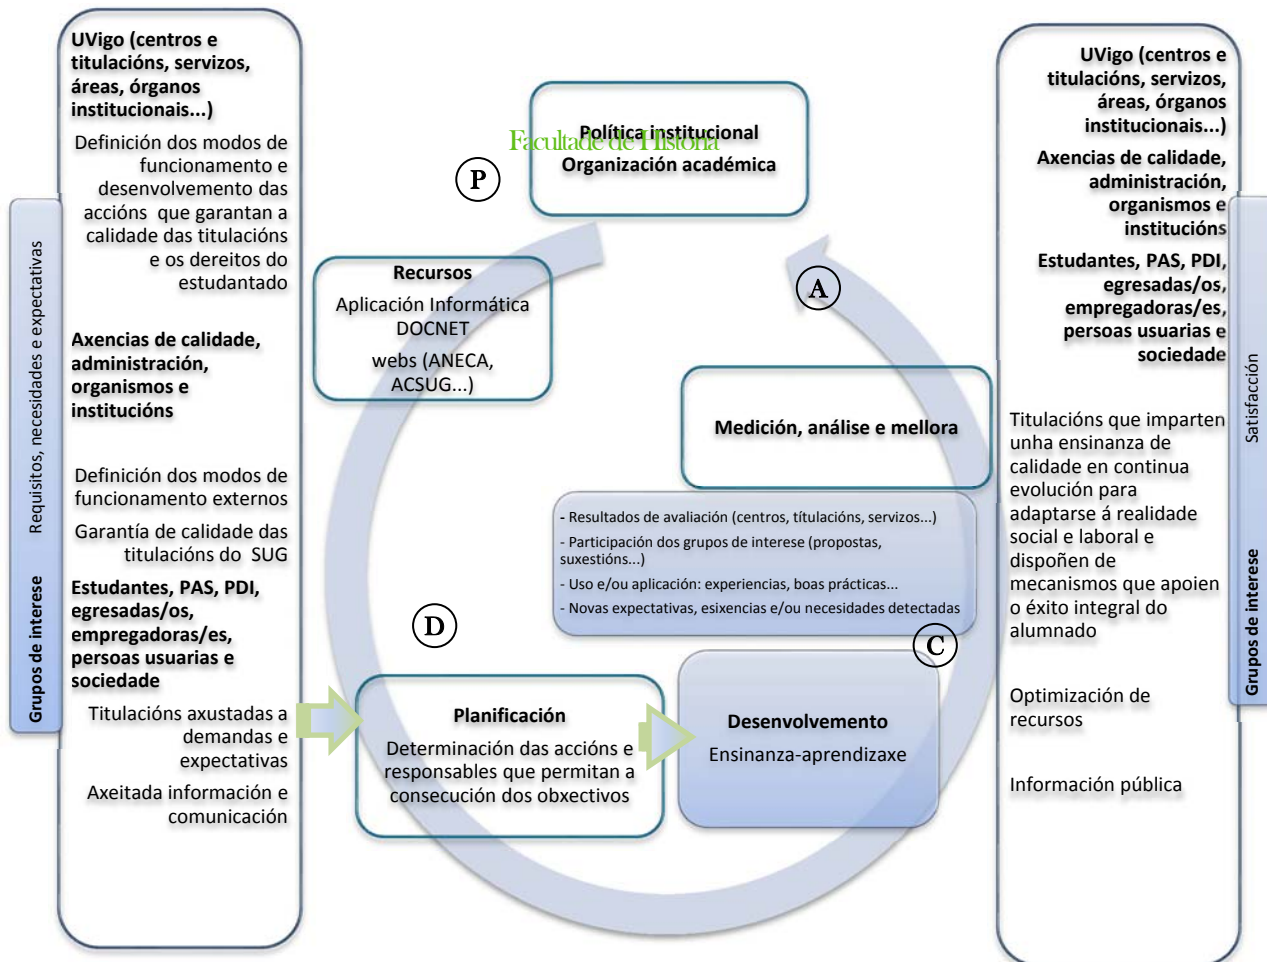 UVigo (centros e
titulacións, servizos,
áreas, órganos
institucionais...)
Definición dos modos de
funcionamento e
desenvolvemento das
accións que garantan a
calidade das titulacións
e os dereitos do
estudantado
Axencias de calidade,
administración,
organismos e
institucións
Definición dos modos de
funcionamento externos
Garantía de calidade das
titulacións do SUG
Estudantes, PAS, PDI,
egresadas/os,
empregadoras/es,
persoas usuarias e
sociedade
Titulacións axustadas a
demandas e
expectativas
Axeitada información e
comunicación
Grupos de interese
Requisitos, necesidades e expectativas
Política institucional
Facultade de Historia
Organización académica
P
Recursos
Aplicación Informática
DOCNET
webs (ANECA,
ACSUG...)
A
Medición, análise e mellora
- Resultados de avaliación (centros, títulacións, servizos...)
- Participación dos grupos de interese (propostas,
suxestións...)
- Uso e/ou aplicación: experiencias, boas prácticas...
- Novas expectativas, esixencias e/ou necesidades detectadas
D
C
Planificación
Determinación das accións e
responsables que permitan a
consecución dos obxectivos
Desenvolvemento
Ensinanza-aprendizaxe
UVigo (centros e
titulacións, servizos,
áreas, órganos
institucionais...)
Axencias de calidade,
administración,
organismos e
institucións
Estudantes, PAS, PDI,
egresadas/os,
empregadoras/es,
persoas usuarias e
sociedade
Titulacións que imparten
unha ensinanza de
calidade en continua
evolución para
adaptarse á realidade
social e laboral e
dispoñen de
mecanismos que apoien
o éxito integral do
alumnado
Optimización de
recursos
Información pública
Grupos de interese
Satisfacción